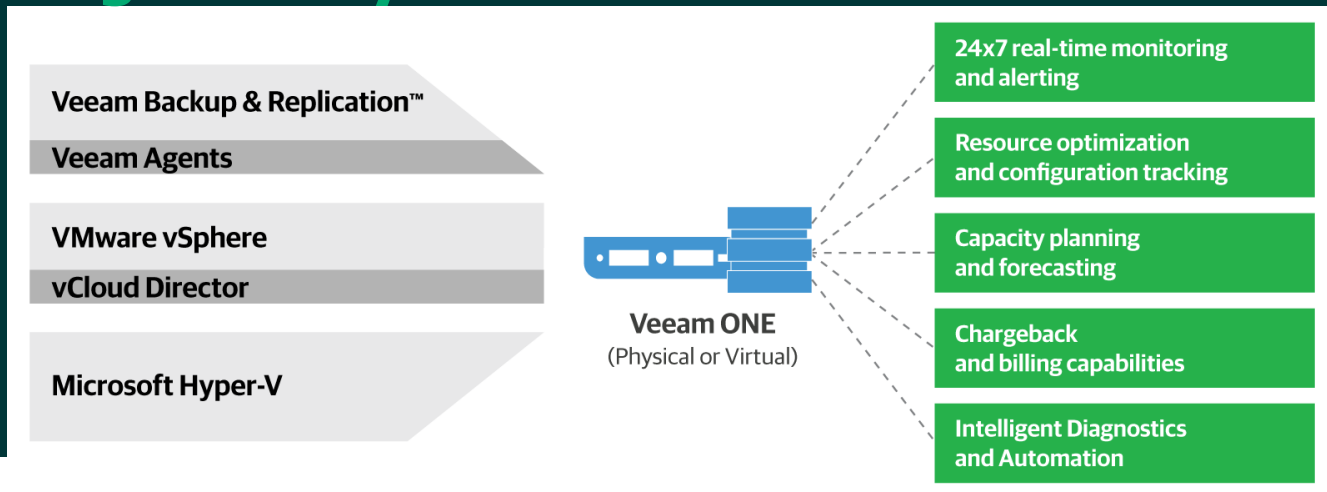 Veeam Backup & Replication™
Veeam Agents
VMware vSphere
vCloud Director
Microsoft Hyper-V
Veeam ONE
(Physical or Virtual)
24x7 real-time monitoring
and alerting
Resource optimization
and configuration tracking
Capacity planning
and forecasting
Chargeback
and billing capabilities
Intelligent Diagnostics
and Automation